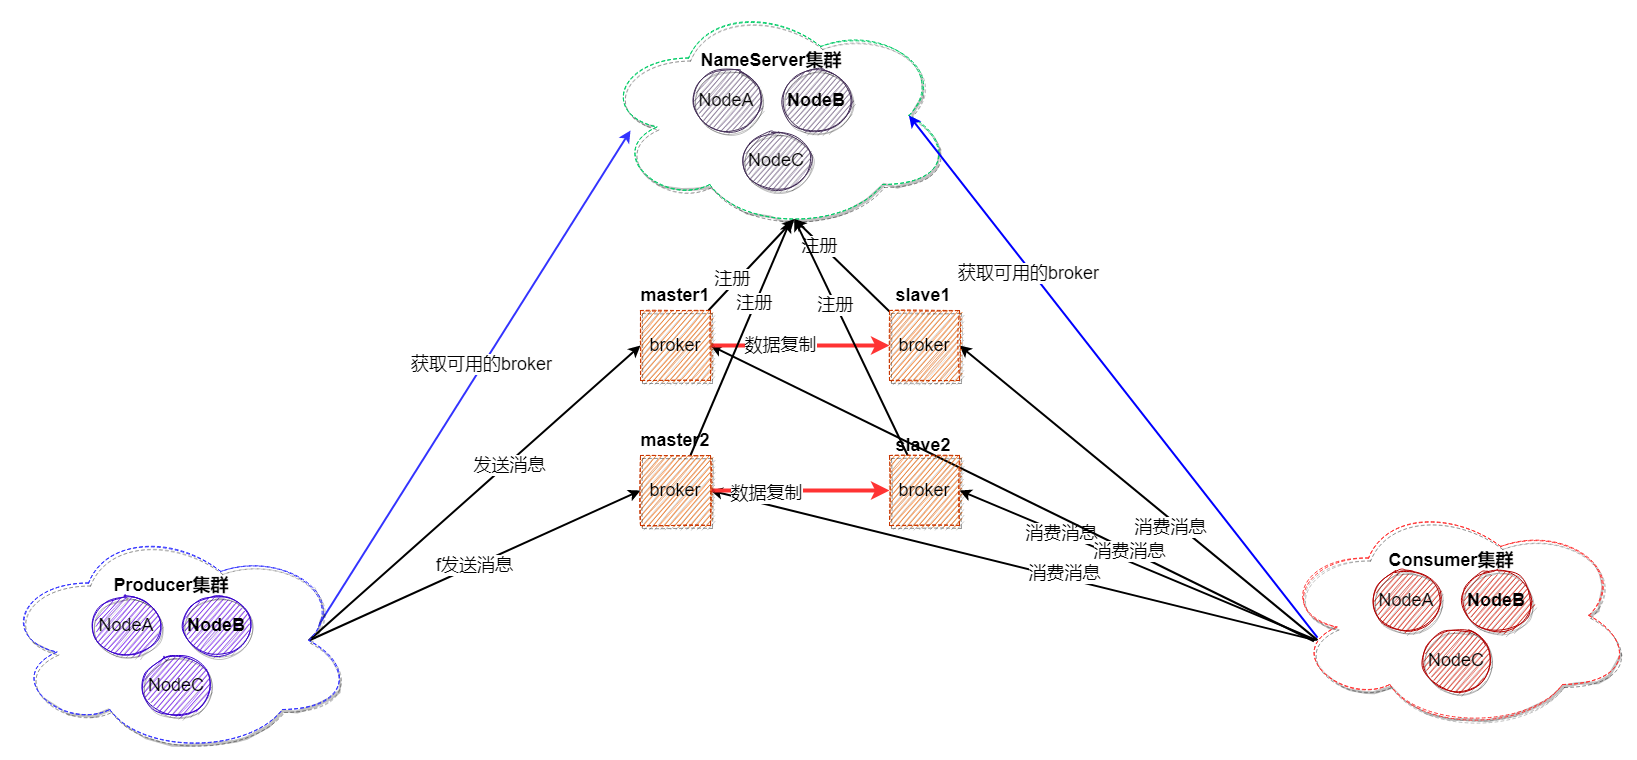 NameServer集群
NodeA
NodeB
NodeC
注册
注册
注册
注册
获取可用的broker
获取可用的broker
master1
slave1
broker
数据复制
broker
master2
slave2
broker
数据复制
broker
发送消息
f发送消息
消费消息
消费消息
消费消息
消费消息
Producer集群
NodeA
NodeB
NodeC
Consumer集群
NodeA
NodeB
NodeC